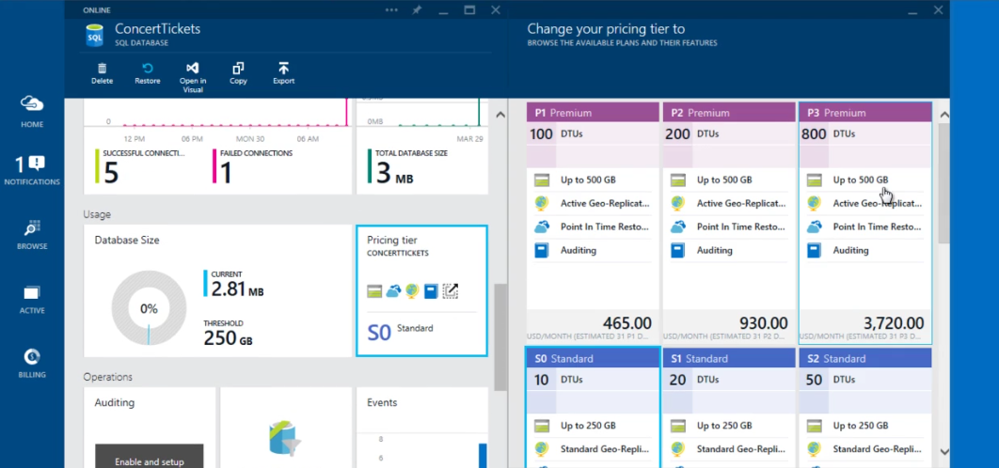 ONLINE
ConcertTickets
SQL
SQL DATABASE
Delete
Restore
Open in
Visual
Copy
Export
HOME
1
NOTIFICATIONS
BROWSE
ACTIVE
BILLING
0
12 PM 06 PM MON 30 06 AM
SUCCESSFUL CONNECTI...
5
FAILED CONNECTIONS
1
0MB
MAR 29
TOTAL DATABASE SIZE
3 MB
Usage
Database Size
0%
CURRENT
2.81 MB
THRESHOLD
250 GB
Pricing tier
CONCERTTICKETS
S0 Standard
Operations
Auditing
Enable and setup
Events
8
6
Change your pricing tier to
BROWSE THE AVAILABLE PLANS AND THEIR FEATURES
P1 Premium
100 DTUs
Up to 500 GB
Active Geo-Replicat...
Point In Time Resto...
Auditing
465.00
USD/MONTH (ESTIMATED 31 P1 D...
P2 Premium
200 DTUs
Up to 500 GB
Active Geo-Replicat...
Point In Time Resto...
Auditing
930.00
USD/MONTH (ESTIMATED 31 P2 D...
P3 Premium
800 DTUs
Up to 500 GB
Active Geo-Replicat...
Point In Time Resto...
Auditing
3,720.00
USD/MONTH (ESTIMATED 31 P3 D...
S0 Standard
10 DTUs
Up to 250 GB
Standard Geo-Repli...
S1 Standard
20 DTUs
Up to 250 GB
Standard Geo-Repli...
S2 Standard
50 DTUs
Up to 250 GB
Standard Geo-Repli...